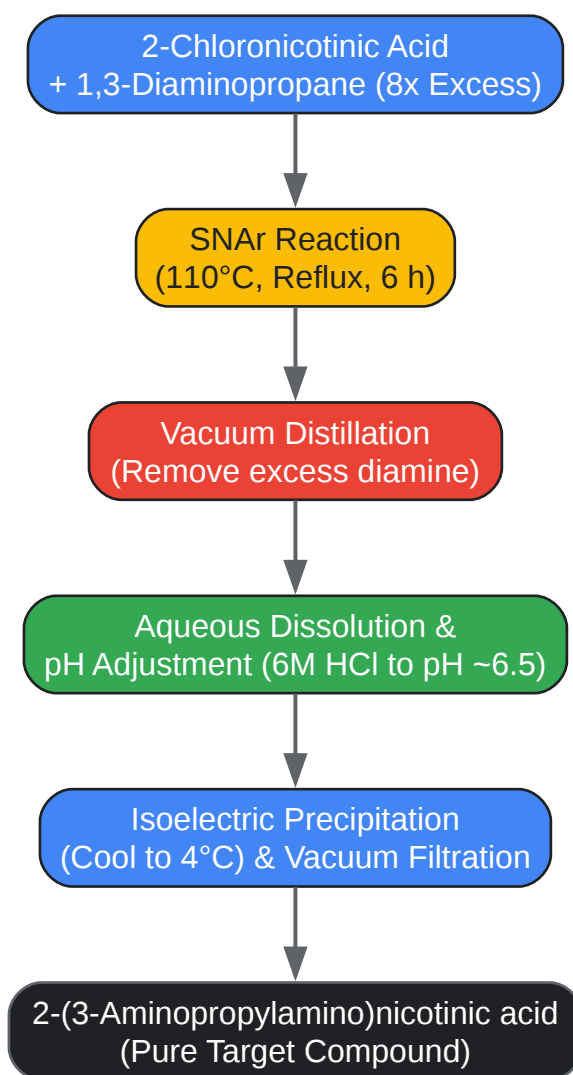 2-Chloronicotinic Acid
+ 1,3-Diaminopropane (8x Excess)
SNAr Reaction
(110°C, Reflux, 6 h)
Vacuum Distillation
(Remove excess diamine)
Aqueous Dissolution &
pH Adjustment (6M HCl to pH ~6.5)
Isoelectric Precipitation
(Cool to 4°C) & Vacuum Filtration
2-(3-Aminopropylamino)nicotinic acid
(Pure Target Compound)